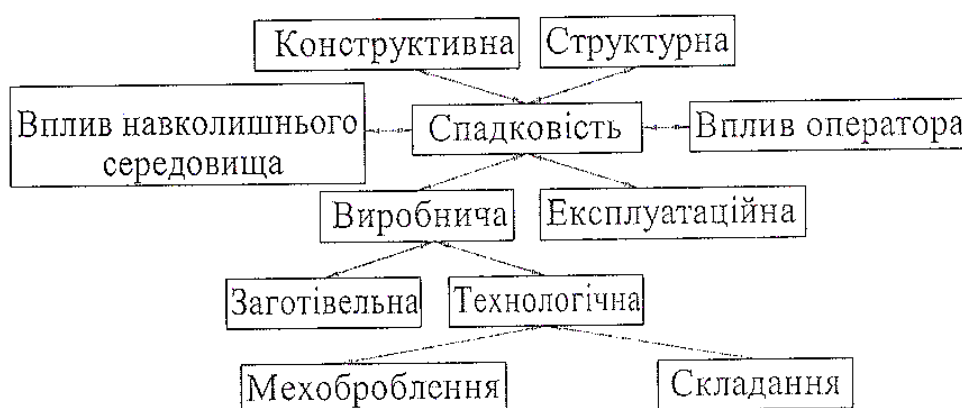 Конструктивна
Структурна
Вплив навколишнього
середовища
Спадковість
Вплив оператора
Виробнича
Експлуатаційна
Заготівельна
Технологічна
Мехоброблення
Складання